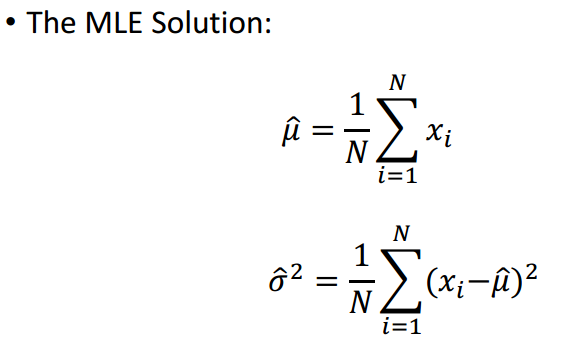 • The MLE Solution:
μ̂ = 1/N ∑_{i=1}^{N} x_i
σ̂² = 1/N ∑_{i=1}^{N} (x_i−μ̂)²